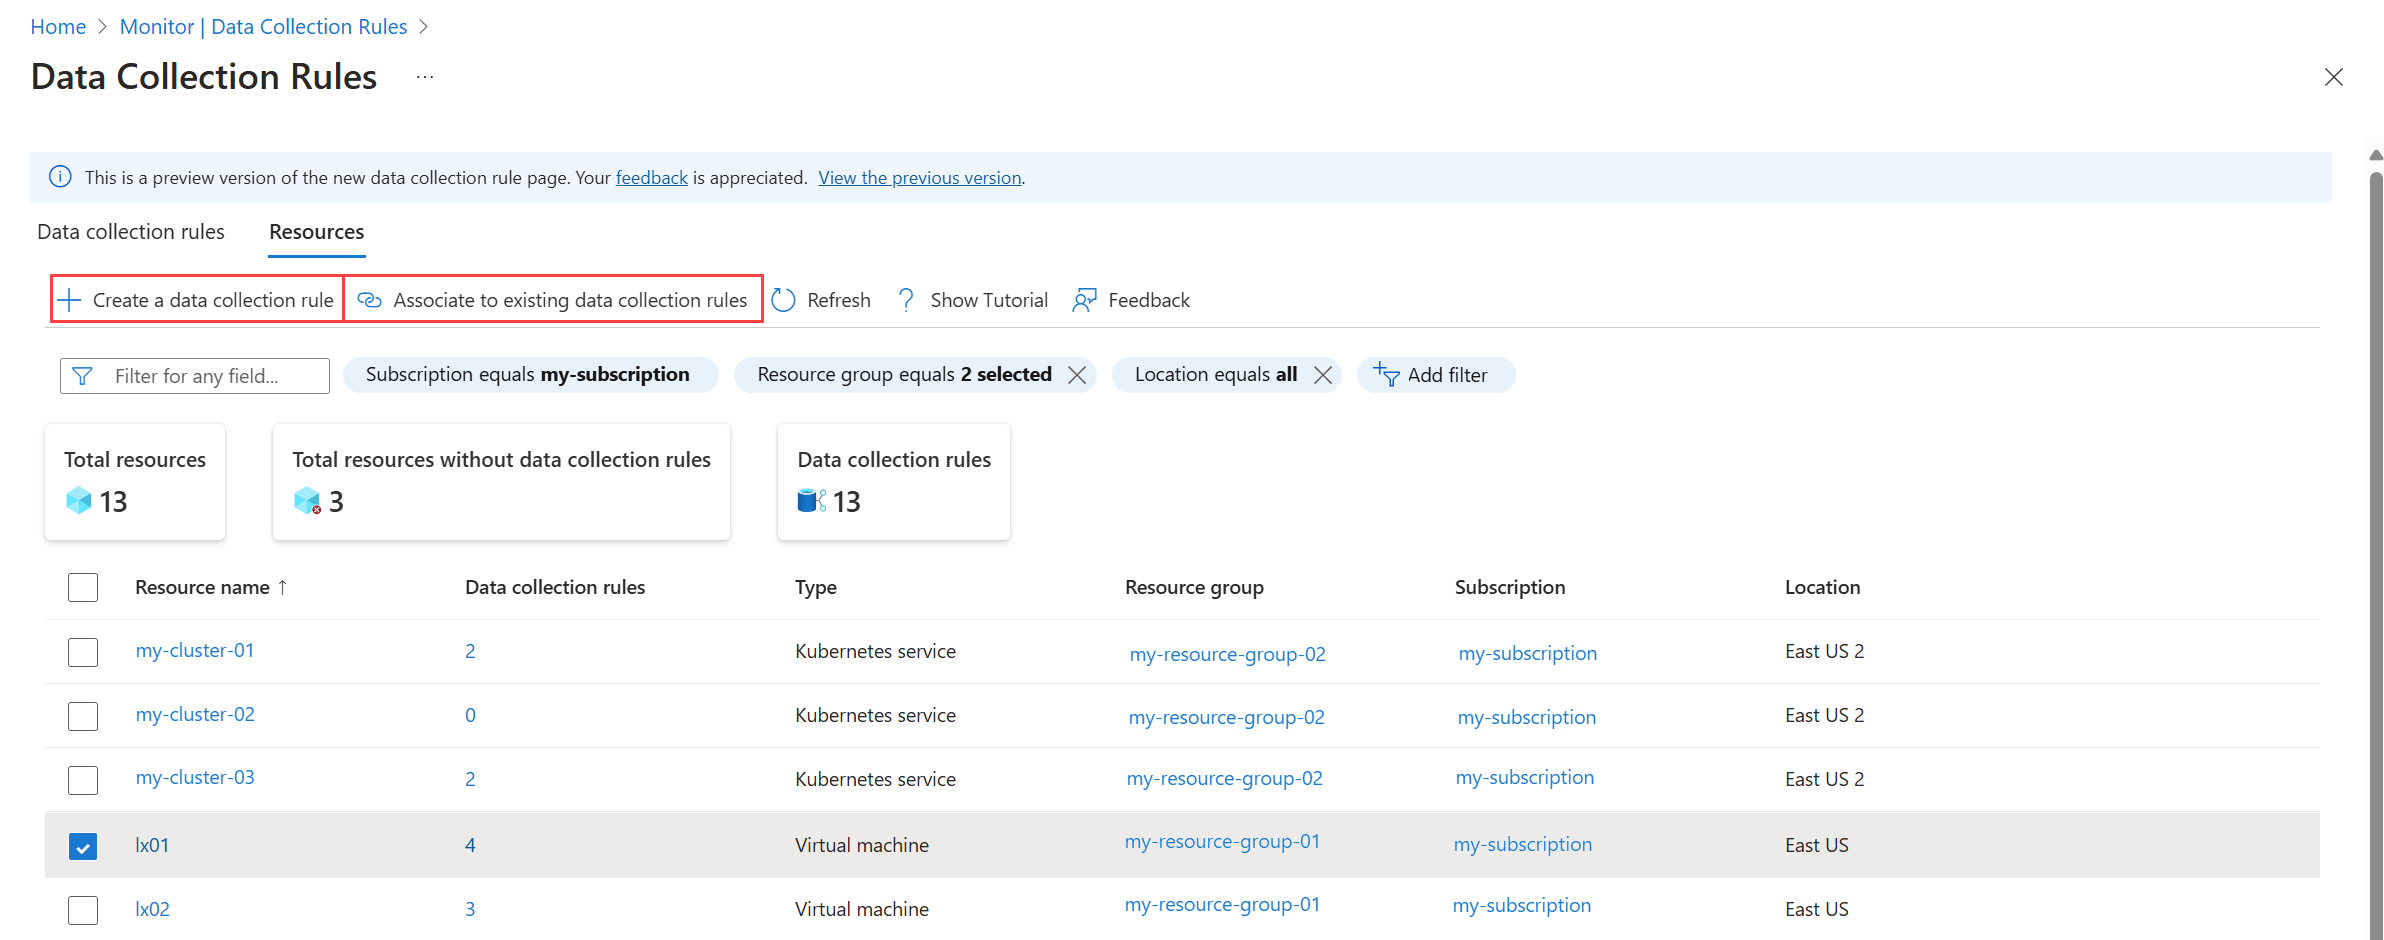 Home > Monitor | Data Collection Rules >
Data Collection Rules ...
This is a preview version of the new data collection rule page. Your feedback is appreciated. View the previous version.
Data collection rules Resources
Create a data collection rule Associate to existing data collection rules Refresh Show Tutorial Feedback
Filter for any field... Subscription equals my-subscription Resource group equals 2 selected Location equals all Add filter
Total resources Total resources without data collection rules Data collection rules
13 3 13
Resource name ↑ Data collection rules Type Resource group Subscription Location
my-cluster-01 2 Kubernetes service my-resource-group-02 my-subscription East US 2
my-cluster-02 0 Kubernetes service my-resource-group-02 my-subscription East US 2
my-cluster-03 2 Kubernetes service my-resource-group-02 my-subscription East US 2
lx01 4 Virtual machine my-resource-group-01 my-subscription East US
lx02 3 Virtual machine my-resource-group-01 my-subscription East US